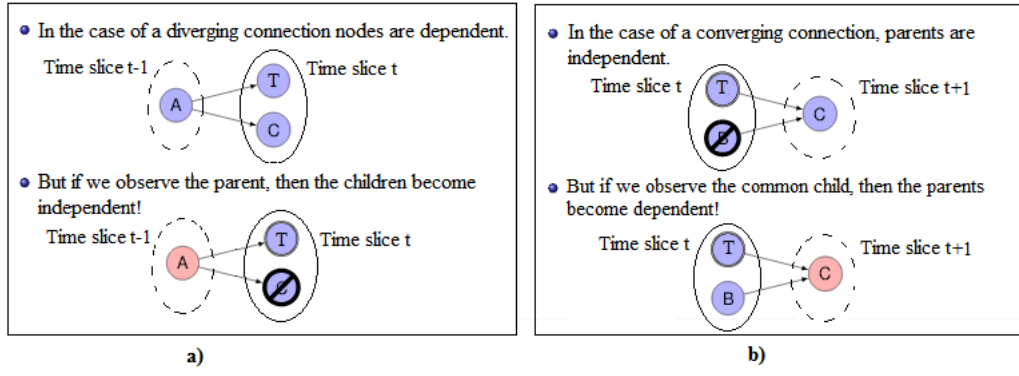 In the case of a diverging connection nodes are dependent.
Time slice t-1
Time slice t
A
T
C
But if we observe the parent, then the children become
independent!
Time slice t-1
Time slice t
A
T
C
a)
In the case of a converging connection, parents are
independent.
Time slice t
Time slice t+1
T
B
C
But if we observe the common child, then the parents
become dependent!
Time slice t
Time slice t+1
T
B
C
b)